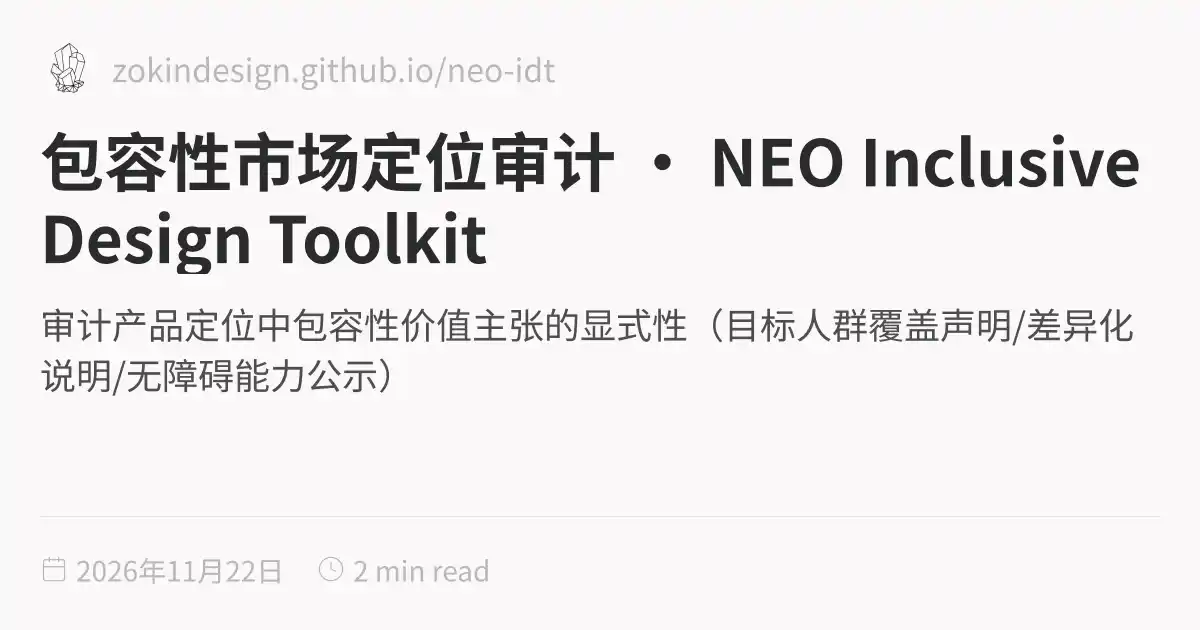 zokindesign.github.io/neo-idt
包容性市场定位审计 · NEO Inclusive
Design Toolkit
审计产品定位中包容性价值主张的显式性（目标人群覆盖声明/差异化
说明/无障碍能力公示）
2026年11月22日 2 min read